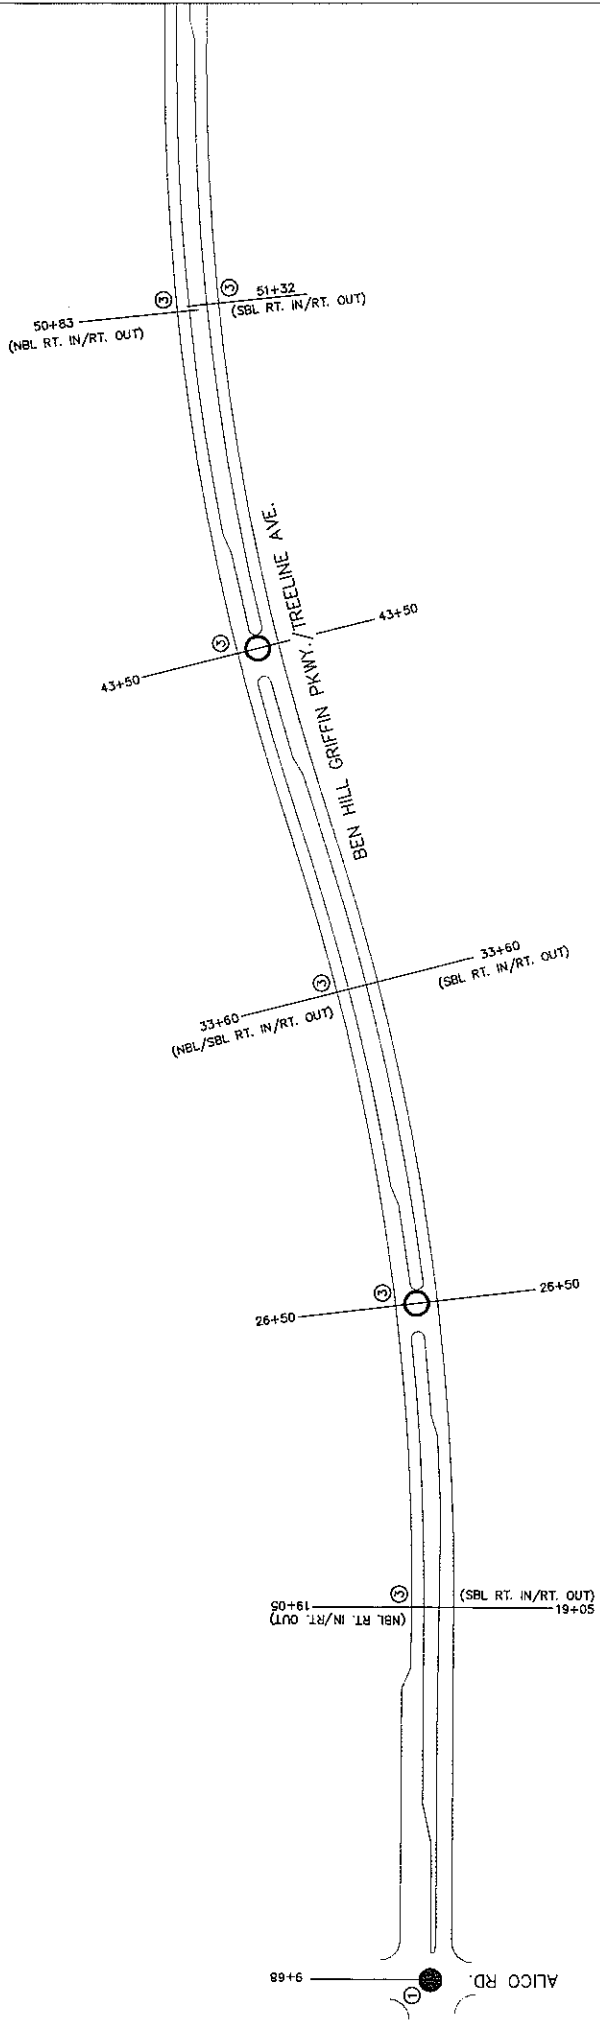 ③
③
51+32
(SBL RT. IN/RT. OUT)
50+83
(NBL RT. IN/RT. OUT)
BEN HILL GRIFFIN PKWY./TREELINE AVE.
43+50
③
43+50
33+60
(SBL RT. IN/RT. OUT)
③
33+60
(NBL/SBL RT. IN/RT. OUT)
26+50
③
26+50
③
(SBL RT. IN/RT. OUT)
19+05
19+05
(NBL RT. IN/RT. OUT)
9+68
①
ALICO RD.